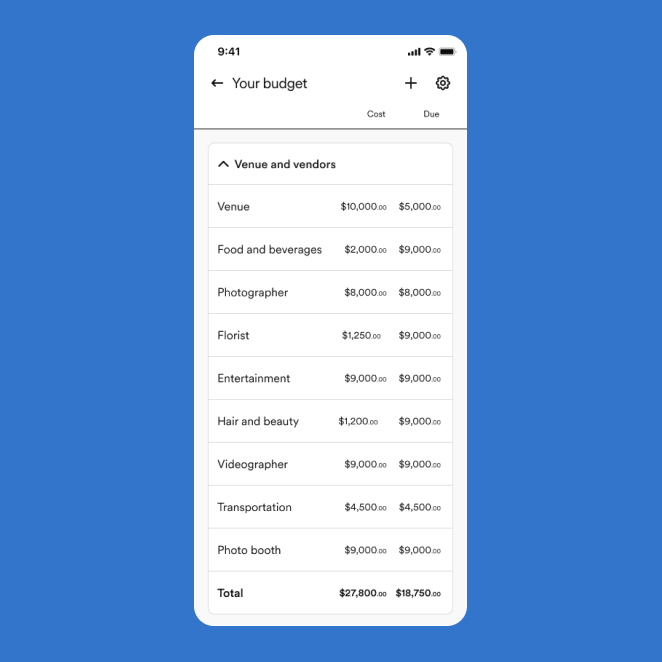 9:41
Your budget
Cost Due
Venue and vendors
Venue $10,000.00 $5,000.00
Food and beverages $2,000.00 $9,000.00
Photographer $8,000.00 $8,000.00
Florist $1,250.00 $9,000.00
Entertainment $9,000.00 $9,000.00
Hair and beauty $1,200.00 $9,000.00
Videographer $9,000.00 $9,000.00
Transportation $4,500.00 $4,500.00
Photo booth $9,000.00 $9,000.00
Total $27,800.00 $18,750.00